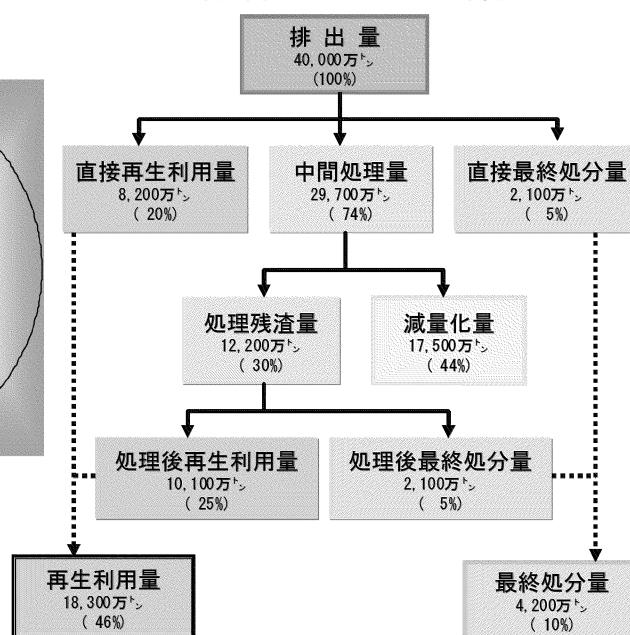 排 出 量
40,000万㌧
(100%)
直接再生利用量
8,200万㌧
( 20%)
中間処理量
29,700万㌧
( 74%)
直接最終処分量
2,100万㌧
( 5%)
処理残渣量
12,200万㌧
( 30%)
減量化量
17,500万㌧
( 44%)
処理後再生利用量
10,100万㌧
( 25%)
処理後最終処分量
2,100万㌧
( 5%)
再生利用量
18,300万㌧
( 46%)
最終処分量
4,200万㌧
( 10%)